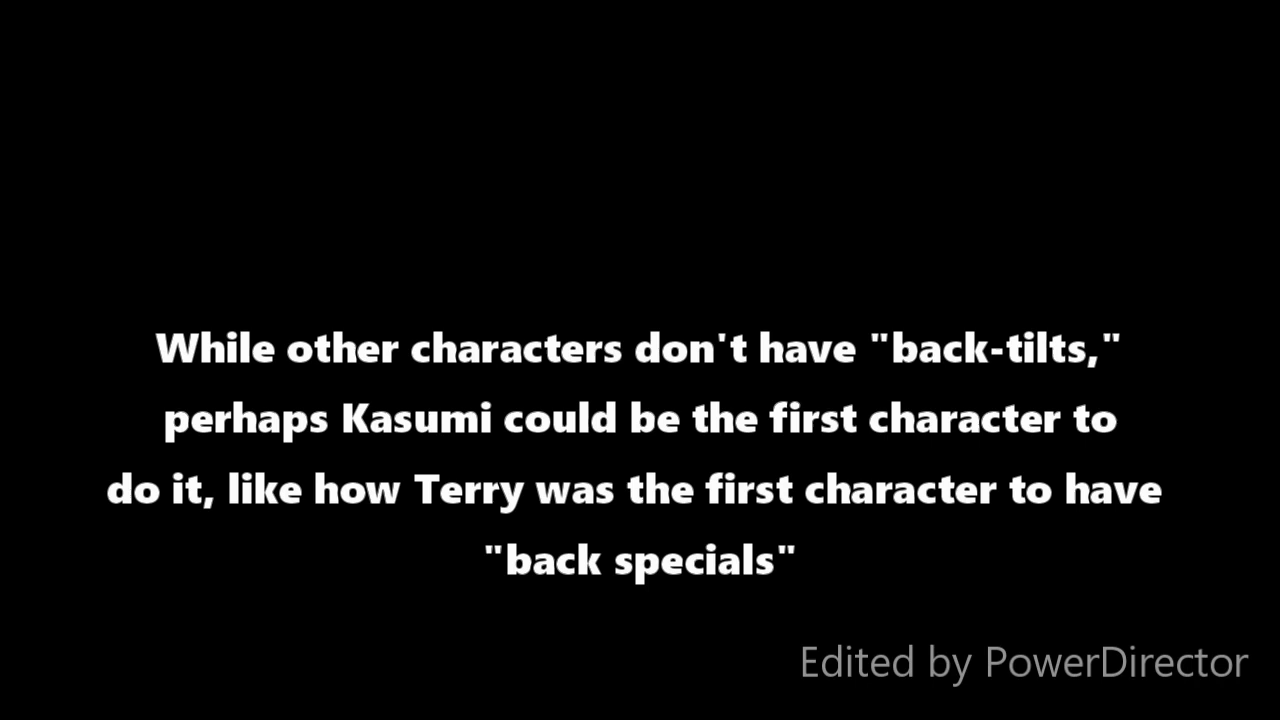 While other characters don't have "back-tilts,"
perhaps Kasumi could be the first character to
do it, like how Terry was the first character to have
"back specials"
Edited by PowerDirector